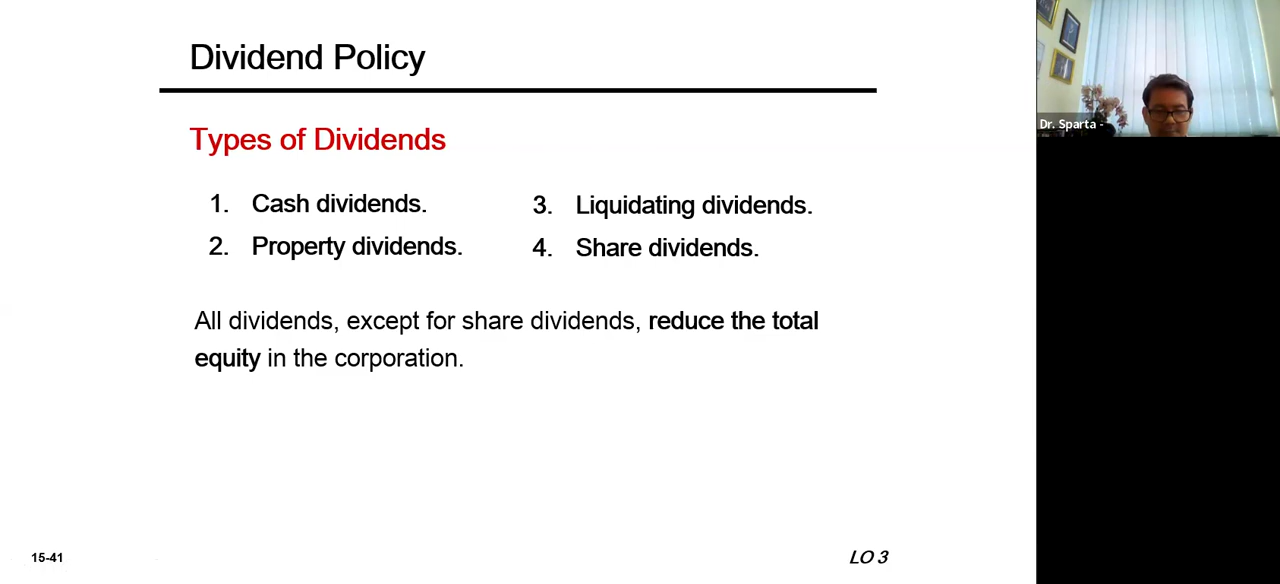 Dividend Policy
Types of Dividends
1. Cash dividends.
2. Property dividends.
3. Liquidating dividends.
4. Share dividends.
All dividends, except for share dividends, reduce the total
equity in the corporation.
15-41
LO 3
Dr. Sparta -